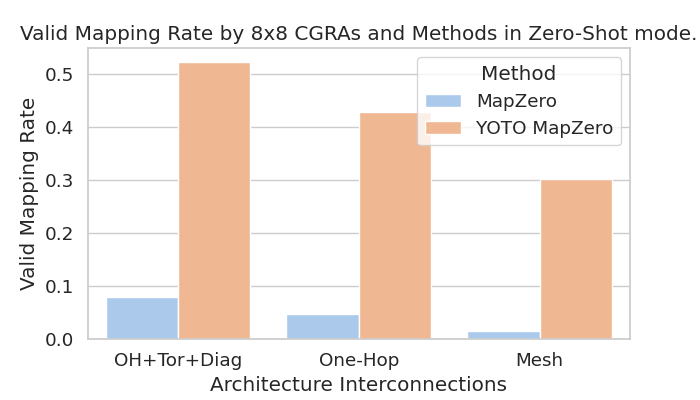 Valid Mapping Rate by 8x8 CGRAs and Methods in Zero-Shot mode.
Valid Mapping Rate
0.5
0.4
0.3
0.2
0.1
0.0
Method
MapZero
YOTO MapZero
OH+Tor+Diag
One-Hop
Mesh
Architecture Interconnections